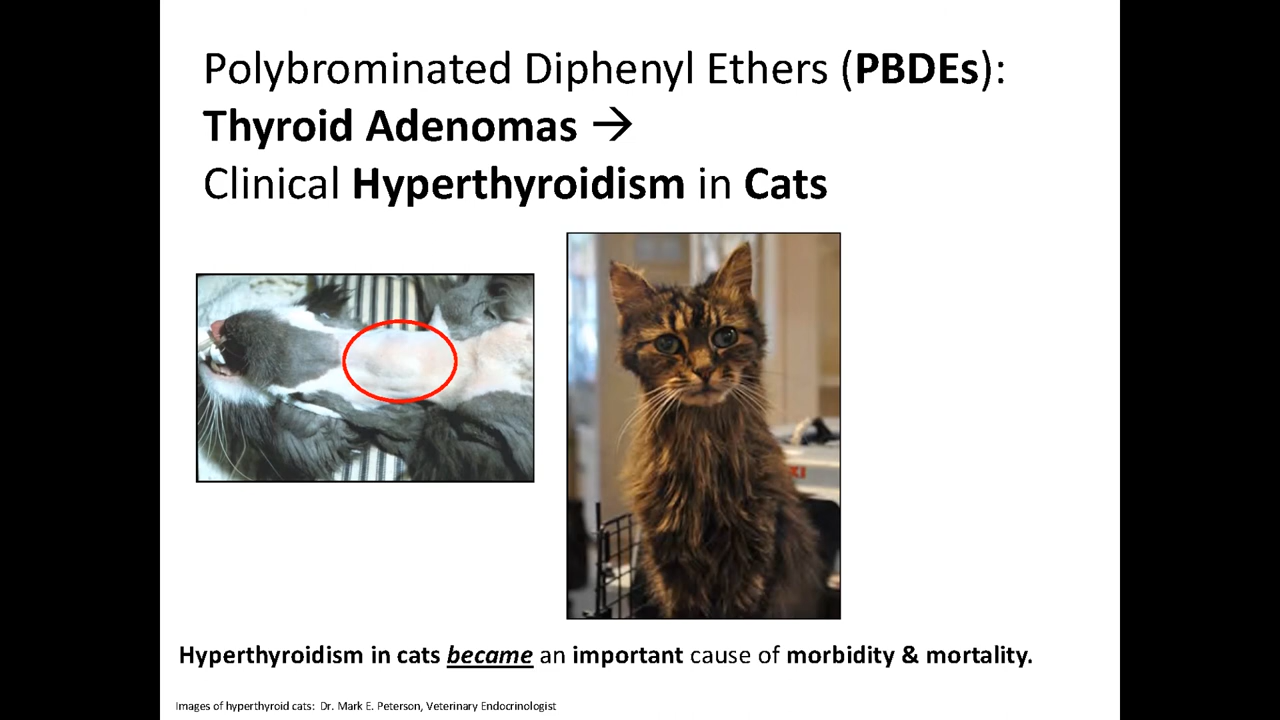 Polybrominated Diphenyl Ethers (PBDEs):
Thyroid Adenomas →
Clinical Hyperthyroidism in Cats
Hyperthyroidism in cats became an important cause of morbidity & mortality.
Images of hyperthyroid cats: Dr. Mark E. Peterson, Veterinary Endocrinologist